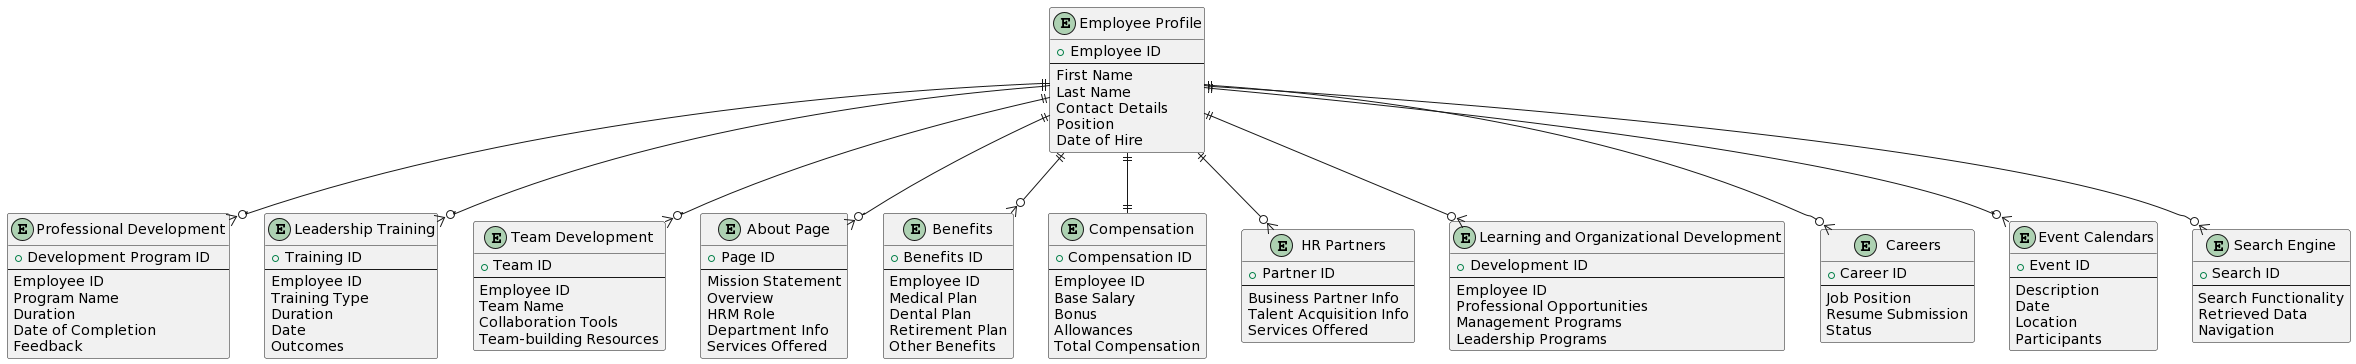 E Employee Profile
Employee ID
First Name
Last Name
Contact Details
Position
Date of Hire
E Professional Development
Development Program ID
Employee ID
Program Name
Duration
Date of Completion
Feedback
E Leadership Training
Training ID
Employee ID
Training Type
Duration
Date
Outcomes
E Team Development
Team ID
Employee ID
Team Name
Collaboration Tools
Team-building Resources
E About Page
Page ID
Mission Statement
Overview
HRM Role
Department Info
Services Offered
E Benefits
Benefits ID
Employee ID
Medical Plan
Dental Plan
Retirement Plan
Other Benefits
E Compensation
Compensation ID
Employee ID
Base Salary
Bonus
Allowances
Total Compensation
E HR Partners
Partner ID
Business Partner Info
Talent Acquisition Info
Services Offered
E Learning and Organizational Development
Development ID
Employee ID
Professional Opportunities
Management Programs
Leadership Programs
E Careers
Career ID
Job Position
Resume Submission
Status
E Event Calendars
Event ID
Description
Date
Location
Participants
E Search Engine
Search ID
Search Functionality
Retrieved Data
Navigation